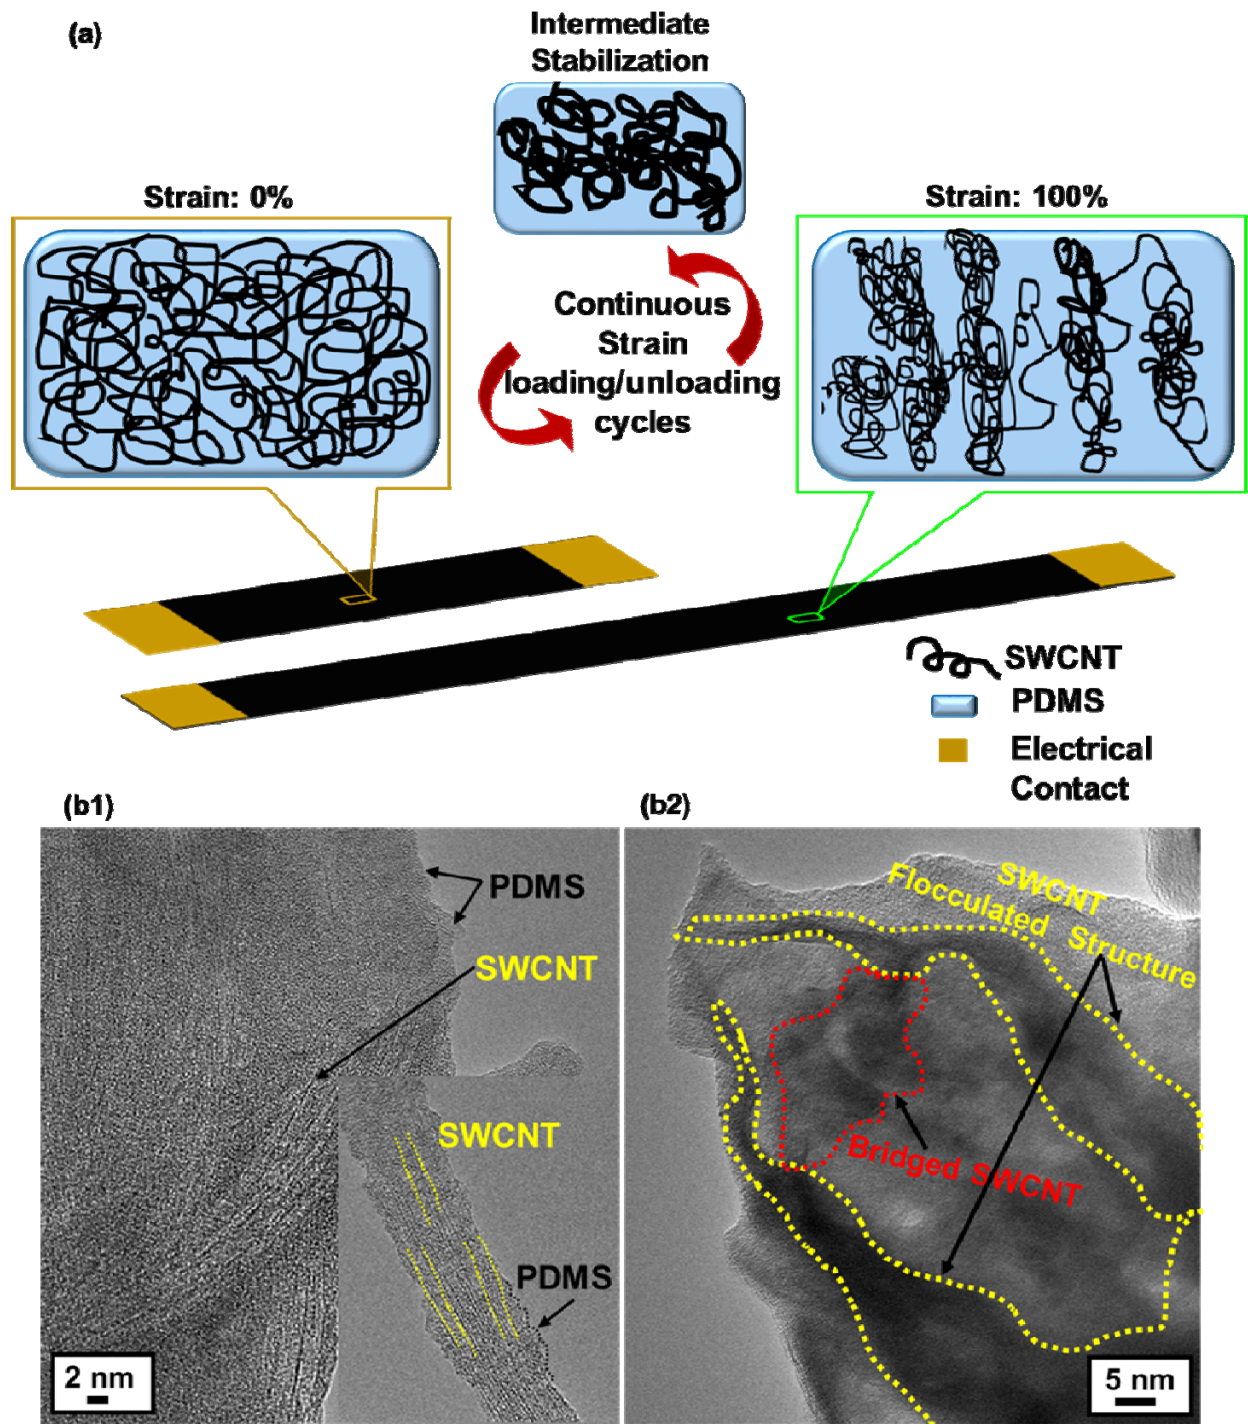 (a)
Intermediate
Stabilization
Strain: 0%
Strain: 100%
Continuous
Strain
loading/unloading
cycles
SWCNT
PDMS
Electrical
Contact
(b1)
(b2)
PDMS
SWCNT
SWCNT
PDMS
2 nm
SWCNT
Flocculated Structure
Bridged SWCNT
5 nm